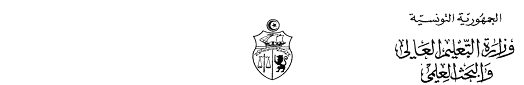 الجمهورية التونسية
وزارة التعليم العالي
والبحث العلمي